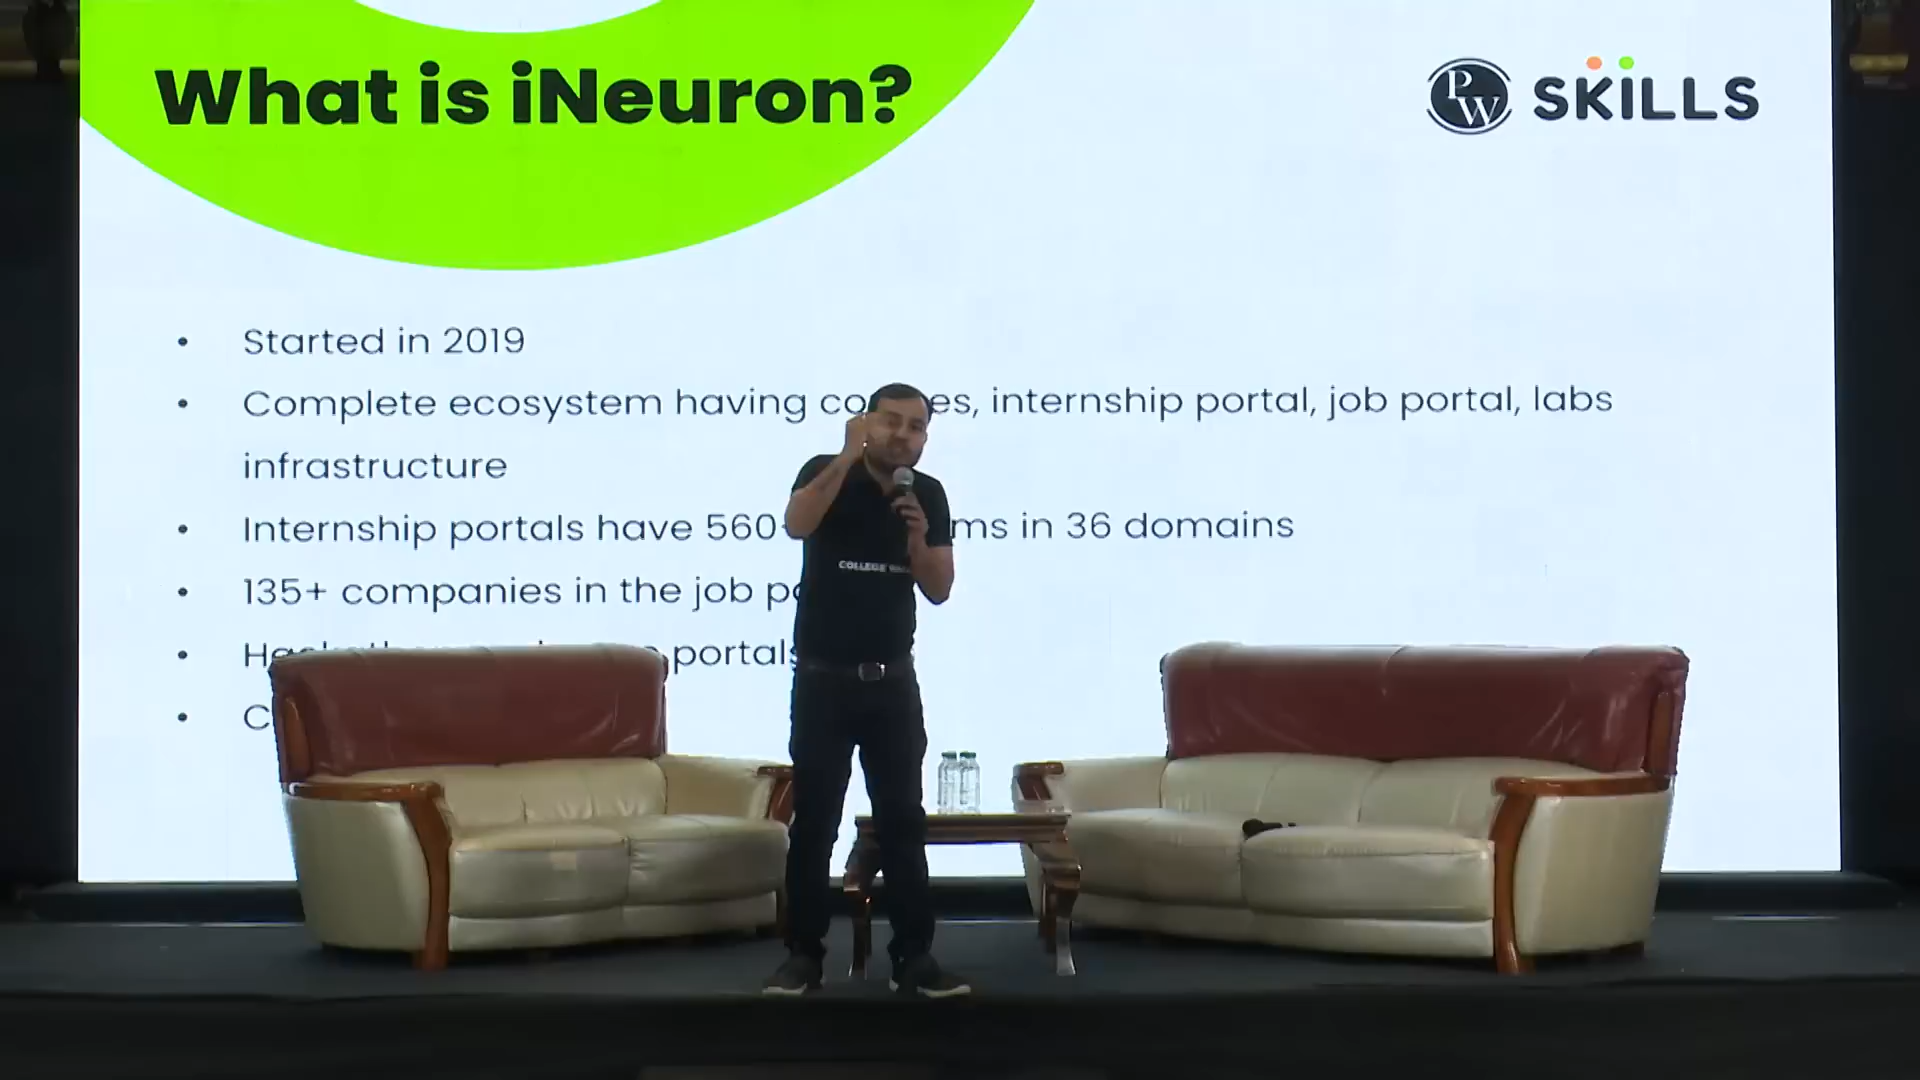 What is iNeuron?
PW SKILLS
• Started in 2019
• Complete ecosystem having es, internship portal, job portal, labs
infrastructure
• Internship portals have 560 ms in 36 domains
• 135+ companies in the job
• portals
•
COLLEGE